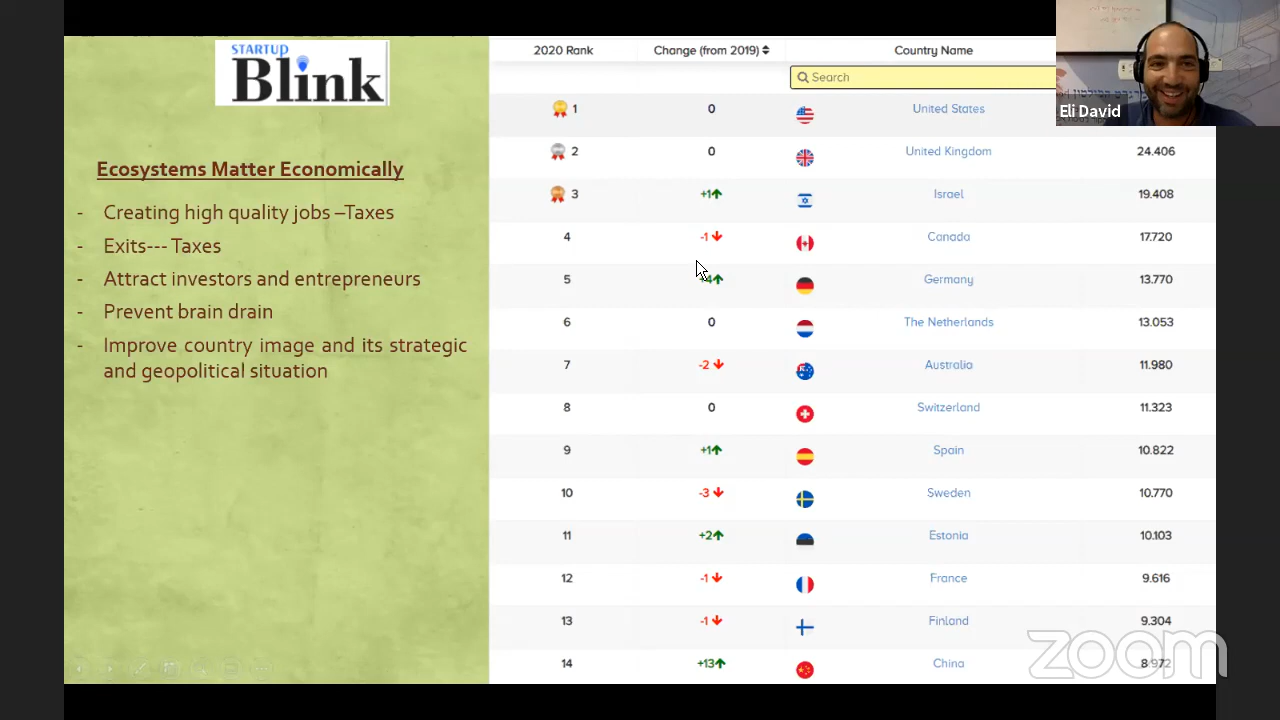 STARTUP
Blink
Ecosystems Matter Economically
- Creating high quality jobs –Taxes
- Exits--- Taxes
- Attract investors and entrepreneurs
- Prevent brain drain
- Improve country image and its strategic
and geopolitical situation
2020 Rank Change (from 2019) Country Name
Search
1 0 United States
2 0 United Kingdom 24.406
3 +1 Israel 19.408
4 -1 Canada 17.720
5 +4 Germany 13.770
6 0 The Netherlands 13.053
7 -2 Australia 11.980
8 0 Switzerland 11.323
9 +1 Spain 10.822
10 -3 Sweden 10.770
11 +2 Estonia 10.103
12 -1 France 9.616
13 -1 Finland 9.304
14 +13 China 8.972
Eli David
zoom